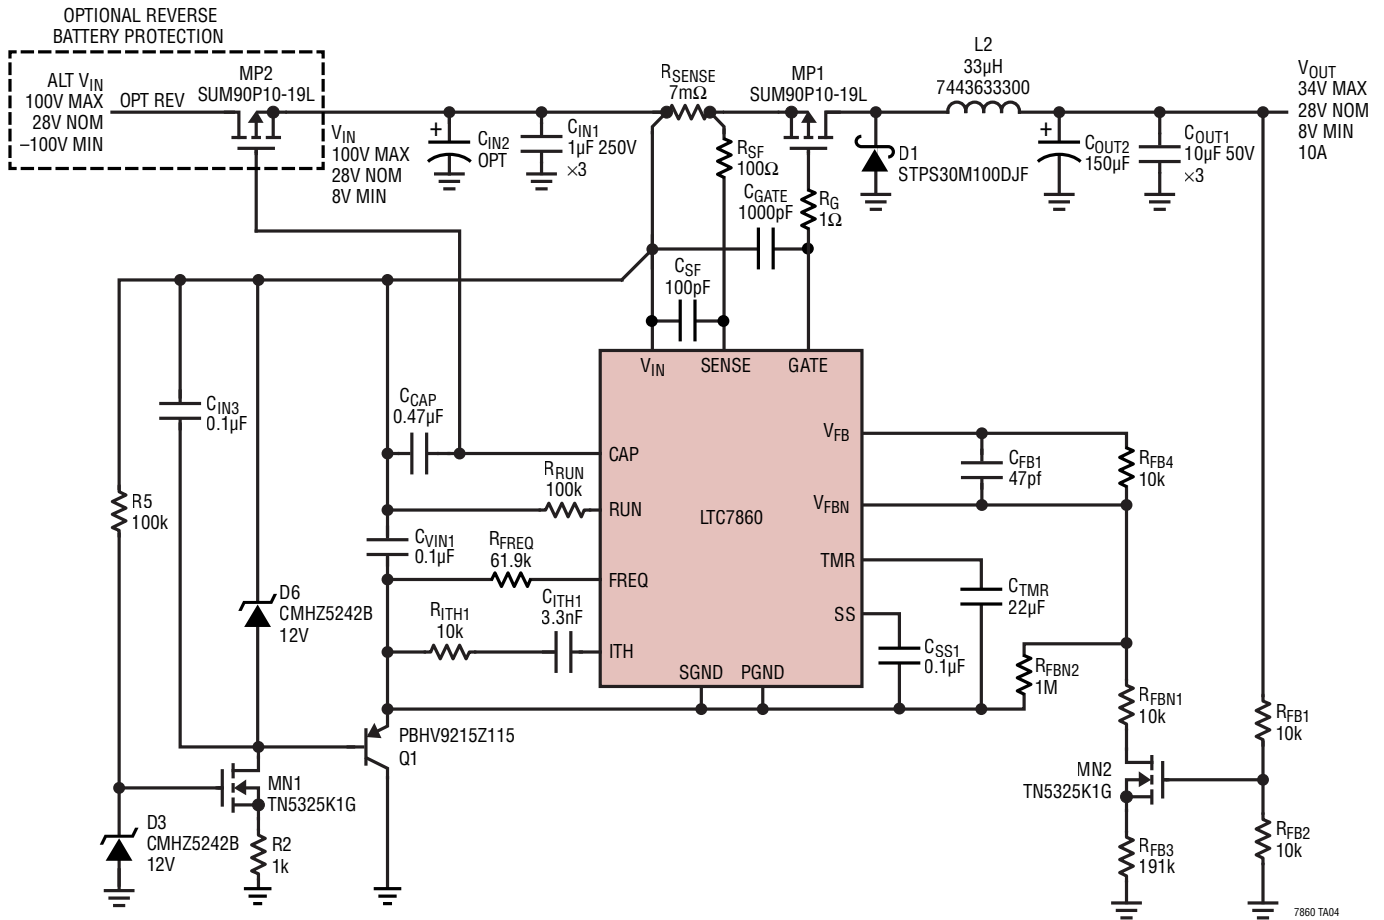 OPTIONAL REVERSE
BATTERY PROTECTION
ALT VIN
100V MAX
28V NOM
–100V MIN
OPT REV
MP2
SUM90P10-19L
VIN
100V MAX
28V NOM
8V MIN
CIN2
OPT
CIN1
1µF 250V
×3
RSENSE
7mΩ
RSF
100Ω
MP1
SUM90P10-19L
CGATE
1000pF
RG
1Ω
D1
STPS30M100DJF
L2
33µH
7443633300
COUT2
150µF
COUT1
10µF 50V
×3
VOUT
34V MAX
28V NOM
8V MIN
10A
CSF
100pF
CIN3
0.1µF
R5
100k
D6
CMHZ5242B
12V
CCAP
0.47µF
RRUN
100k
CVIN1
0.1µF
RFREQ
61.9k
RITH1
10k
CITH1
3.3nF
VIN
SENSE
GATE
CAP
RUN
FREQ
ITH
LTC7860
VFB
VFBN
TMR
SS
SGND
PGND
CFB1
47pf
RFB4
10k
CTMR
22µF
CSS1
0.1µF
RFBN2
1M
RFBN1
10k
RFB1
10k
PBHV9215Z115
Q1
MN1
TN5325K1G
MN2
TN5325K1G
D3
CMHZ5242B
12V
R2
1k
RFB3
191k
RFB2
10k
7860 TA04